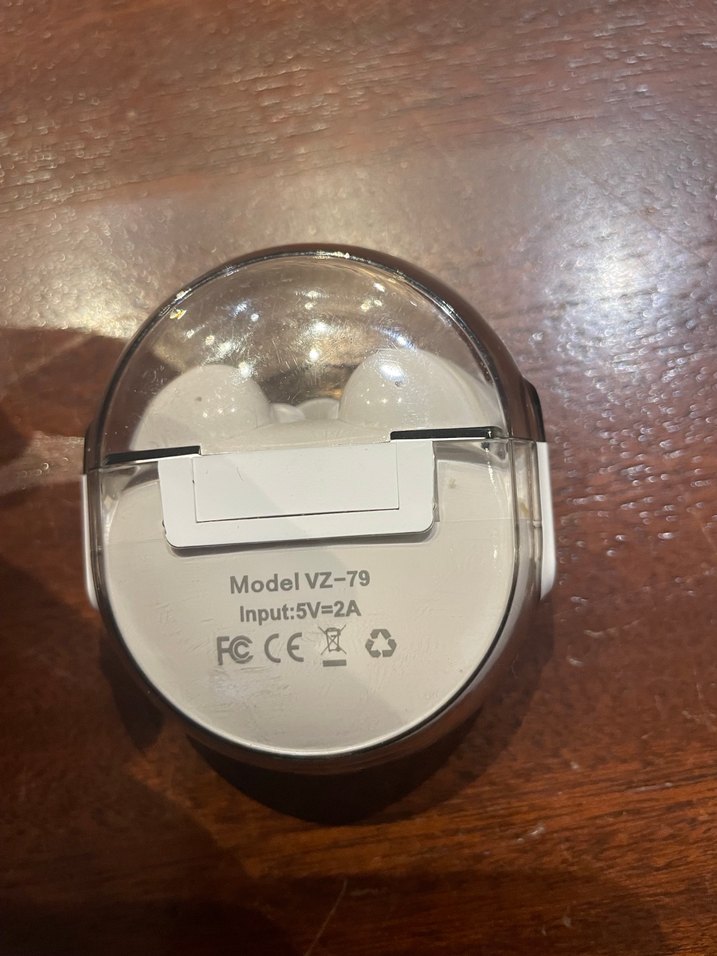 Model VZ-79
Input:5V=2A
FC CE